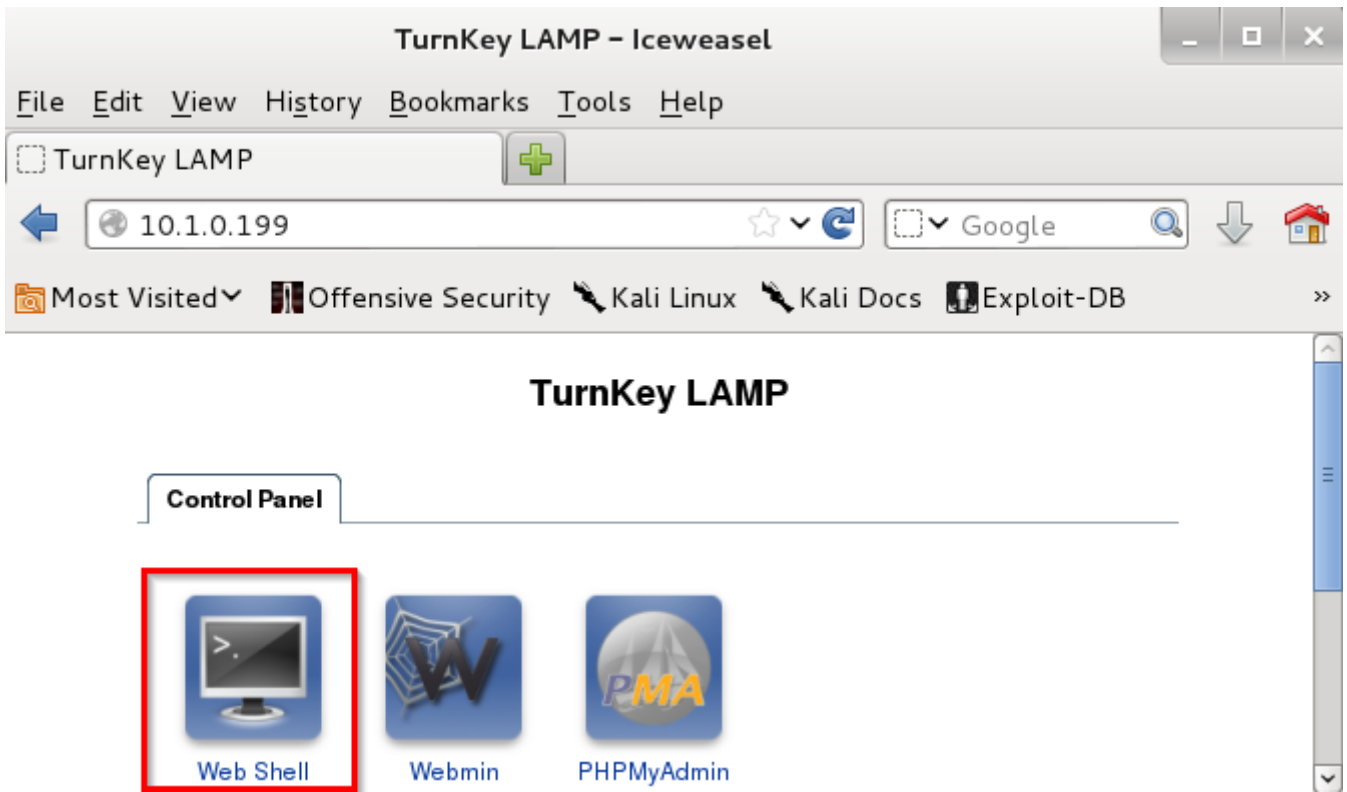 TurnKey LAMP – Iceweasel
File Edit View History Bookmarks Tools Help
TurnKey LAMP
10.1.0.199
Google
Most Visited
Offensive Security
Kali Linux
Kali Docs
Exploit-DB
»
TurnKey LAMP
Control Panel
>.
W
PMA
Web Shell
Webmin
PHPMyAdmin